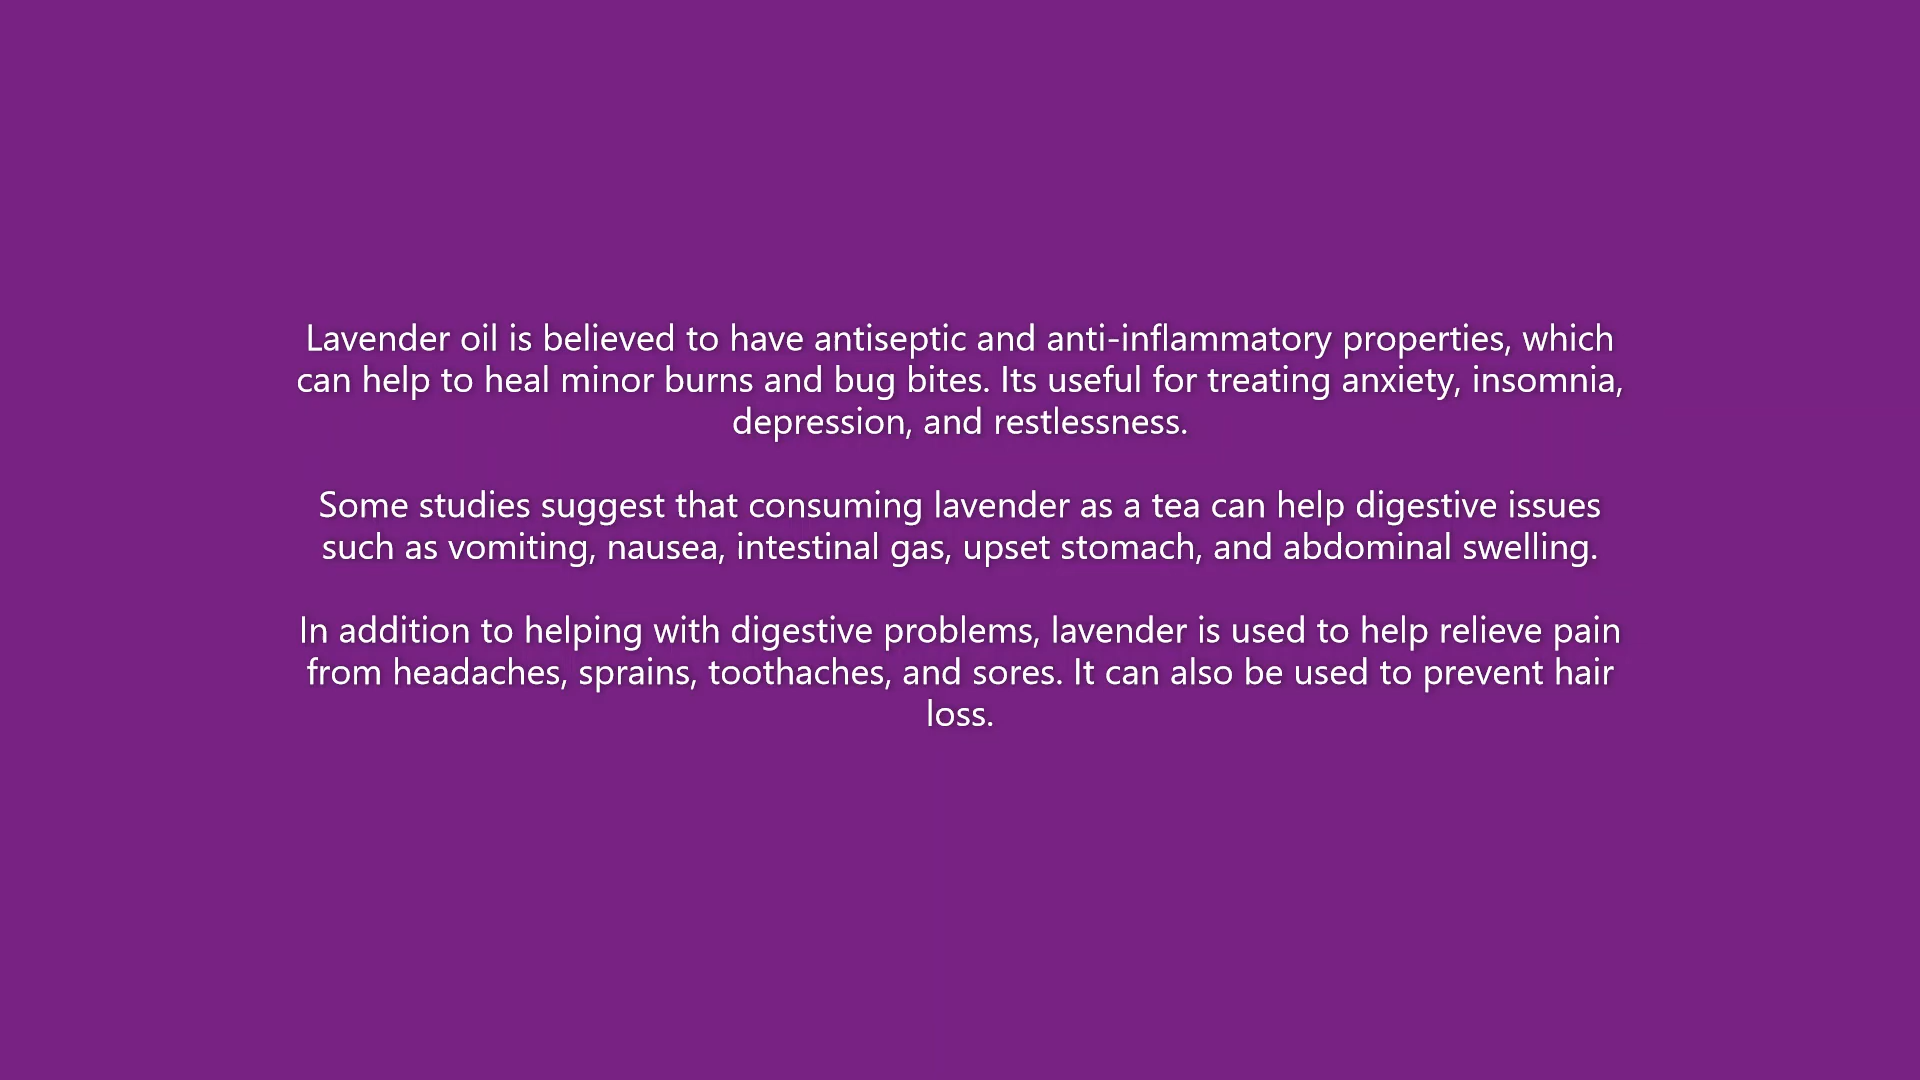 Lavender oil is believed to have antiseptic and anti-inflammatory properties, which
can help to heal minor burns and bug bites. Its useful for treating anxiety, insomnia,
depression, and restlessness.
Some studies suggest that consuming lavender as a tea can help digestive issues
such as vomiting, nausea, intestinal gas, upset stomach, and abdominal swelling.
In addition to helping with digestive problems, lavender is used to help relieve pain
from headaches, sprains, toothaches, and sores. It can also be used to prevent hair
loss.